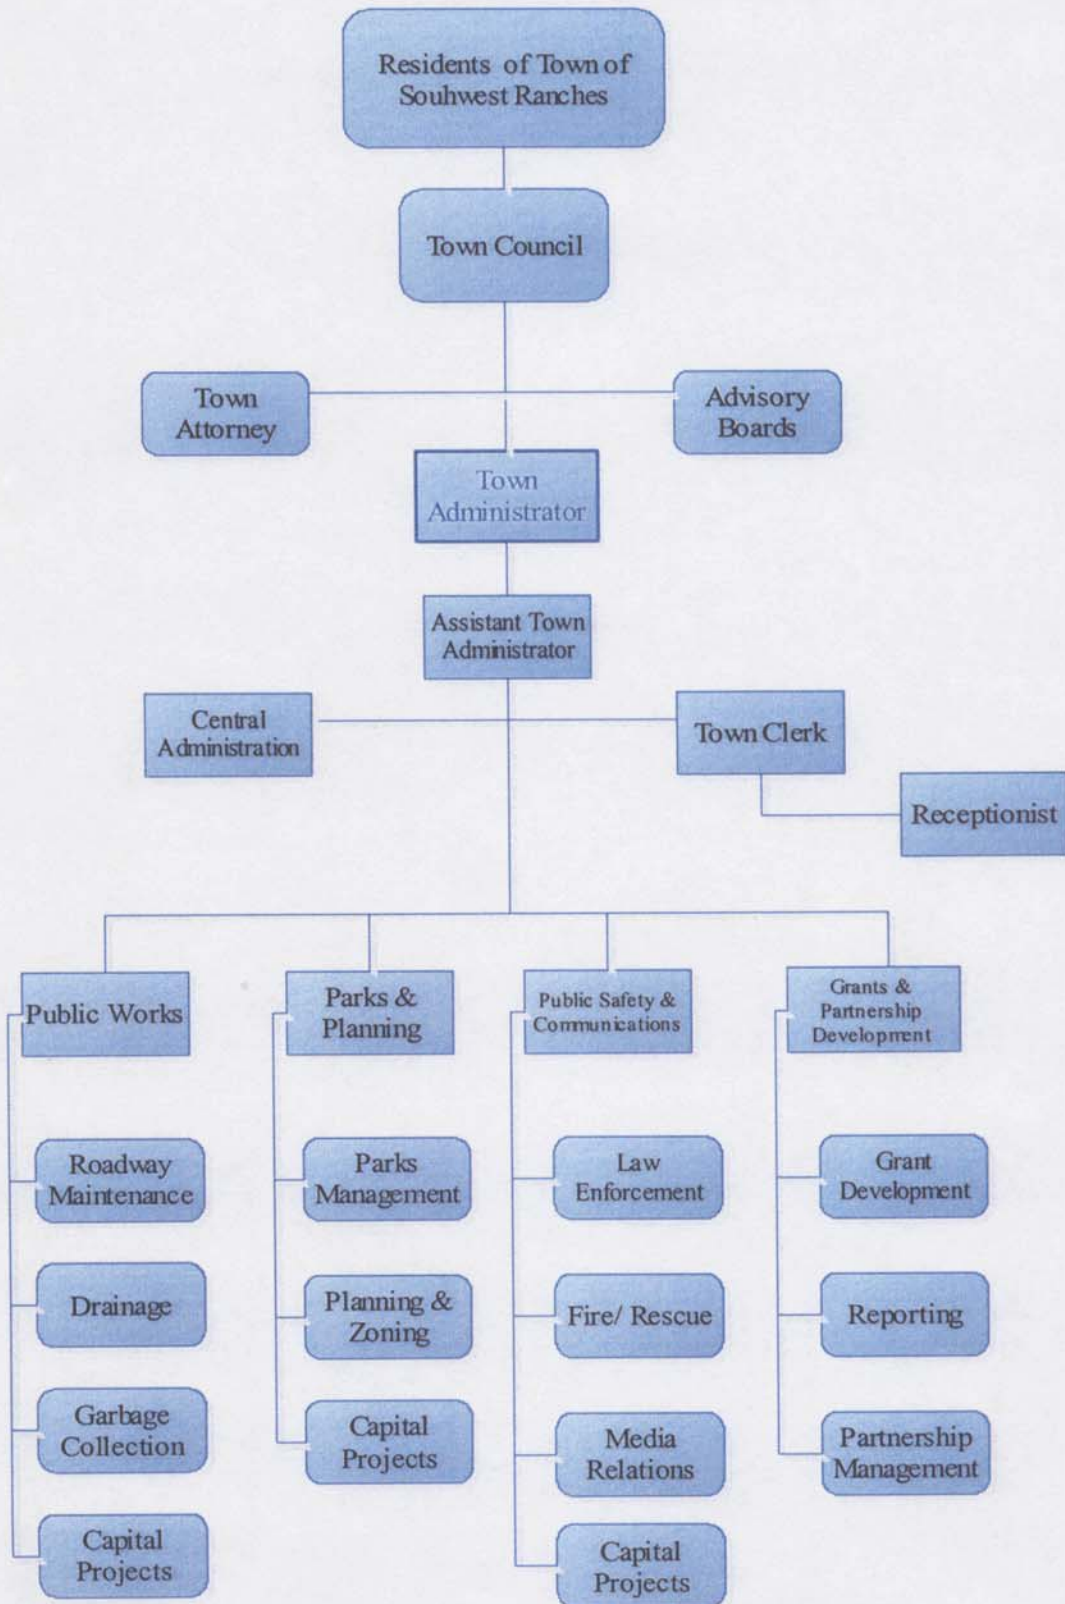 Residents of Town of
Souhwest Ranches
Town Council
Town
Attorney
Advisory
Boards
Town
Administrator
Assistant Town
Administrator
Central
Administration
Town Clerk
Receptionist
Public Works
Parks &
Planning
Public Safety &
Communications
Grants &
Partnership
Development
Roadway
Maintenance
Parks
Management
Law
Enforcement
Grant
Development
Drainage
Planning &
Zoning
Fire/ Rescue
Reporting
Garbage
Collection
Capital
Projects
Media
Relations
Partnership
Management
Capital
Projects
Capital
Projects